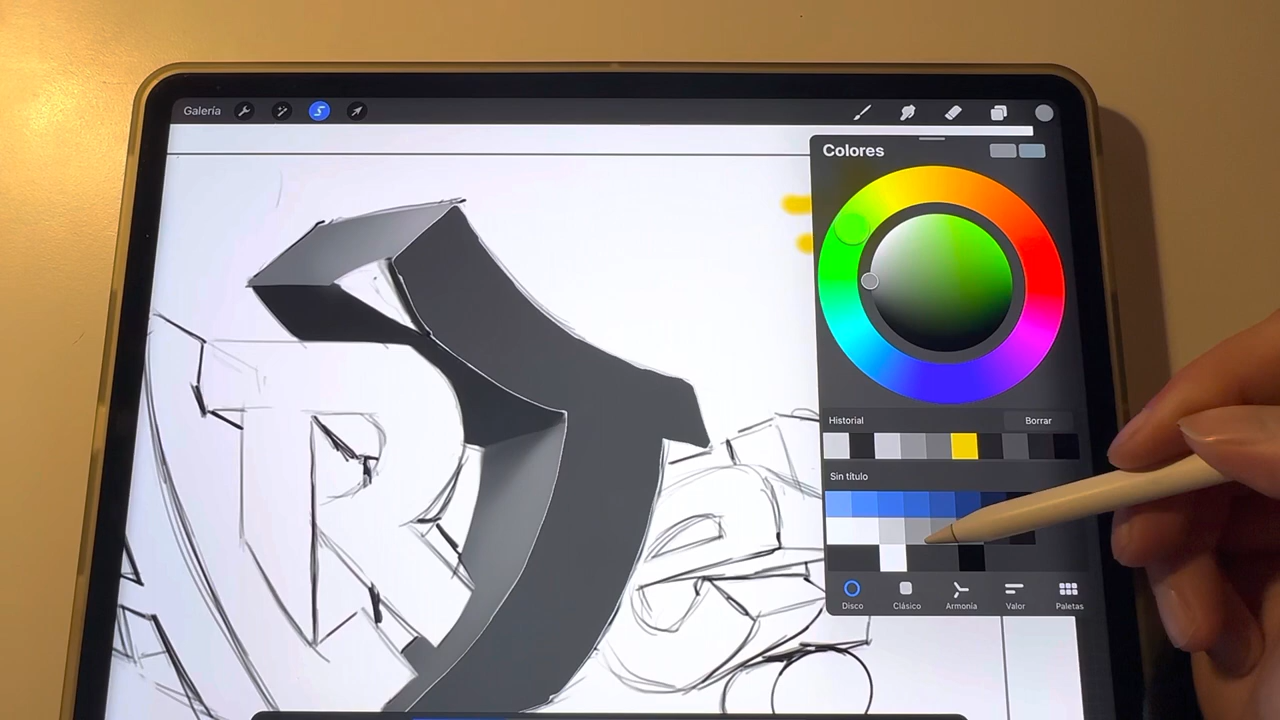 Galería
Colores
Historial
Borrar
Sin título
Disco
Clásico
Armonía
Valor
Paletas